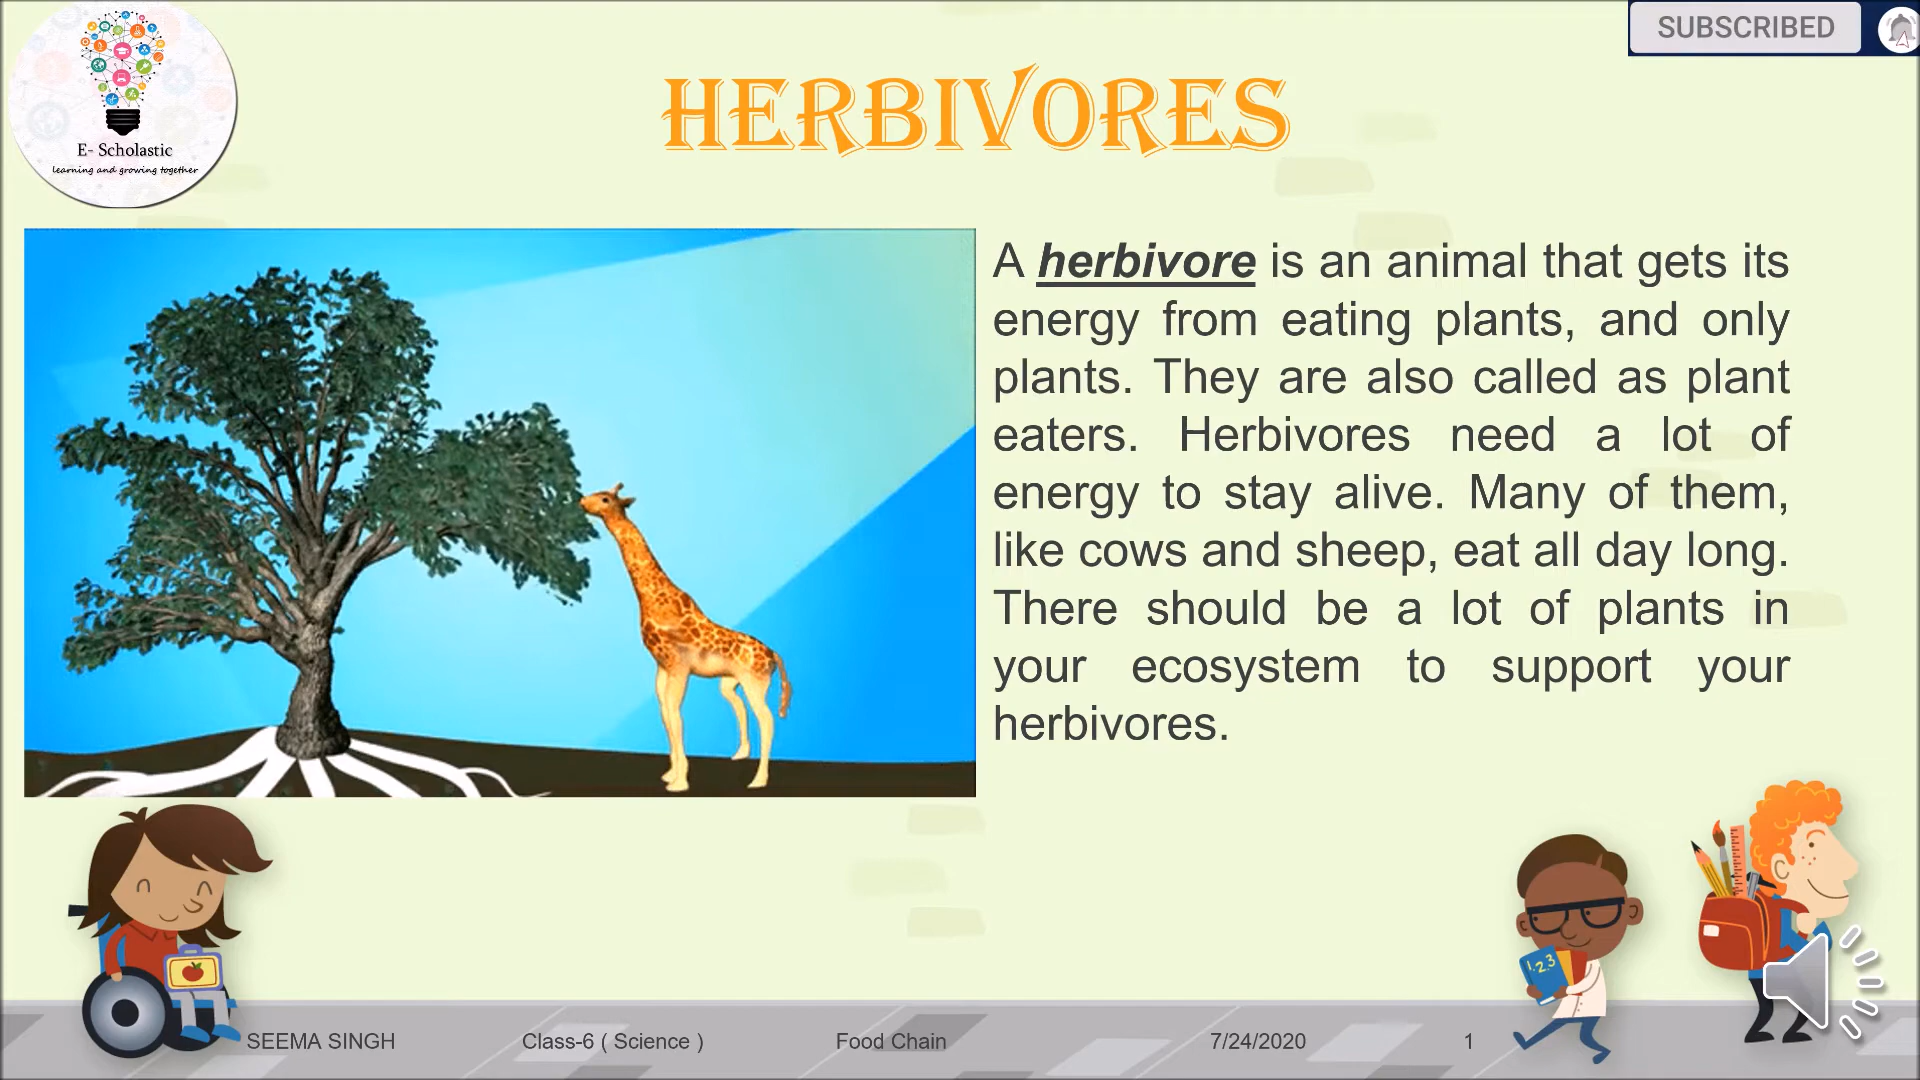 SUBSCRIBED
E- Scholastic
learning and growing together
HERBIVORES
A herbivore is an animal that gets its
energy from eating plants, and only
plants. They are also called as plant
eaters. Herbivores need a lot of
energy to stay alive. Many of them,
like cows and sheep, eat all day long.
There should be a lot of plants in
your ecosystem to support your
herbivores.
1.2.3
SEEMA SINGH Class-6 ( Science ) Food Chain 7/24/2020 1